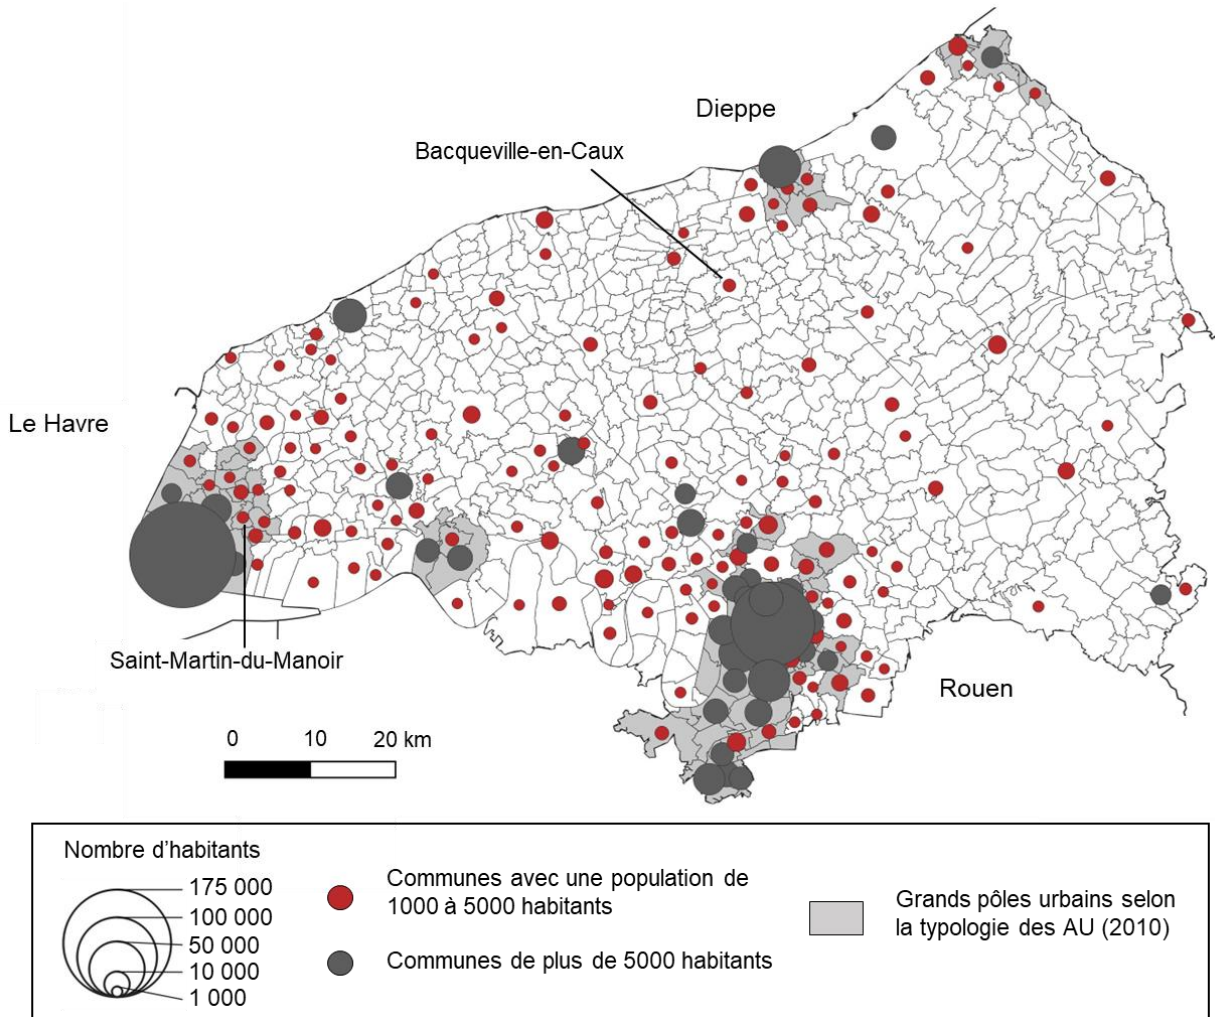 Dieppe
Bacqueville-en-Caux
Le Havre
Saint-Martin-du-Manoir
Rouen
0 10 20 km
Nombre d'habitants
175 000
100 000
50 000
10 000
1 000
Communes avec une population de
1000 à 5000 habitants
Communes de plus de 5000 habitants
Grands pôles urbains selon
la typologie des AU (2010)